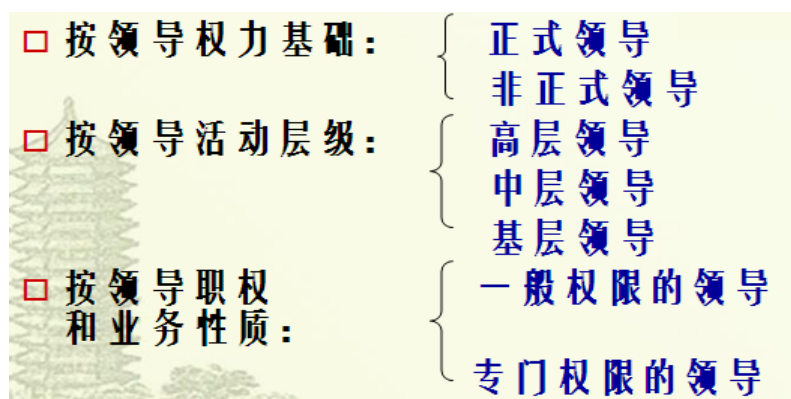 按领导权力基础：
正式领导
非正式领导
按领导活动层级：
高层领导
中层领导
基层领导
按领导职权
和业务性质：
一般权限的领导
专门权限的领导